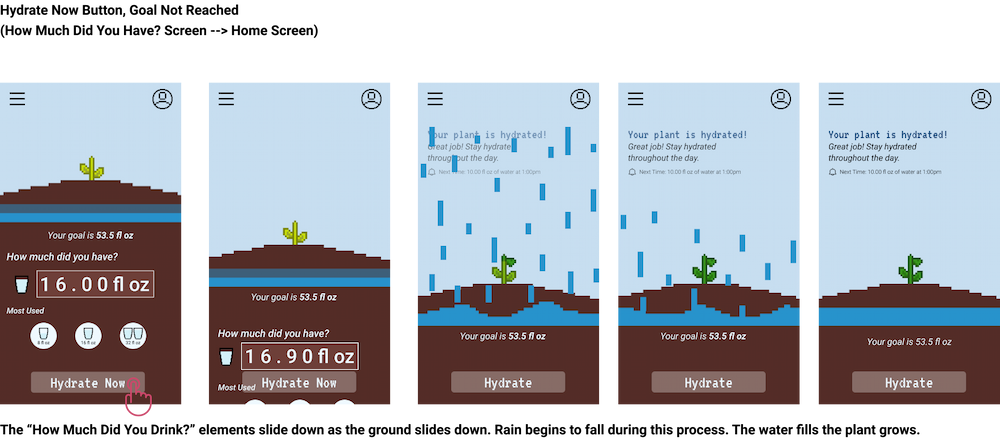 Hydrate Now Button, Goal Not Reached
(How Much Did You Have? Screen --> Home Screen)
Your goal is 53.5 fl oz
How much did you have?
16.00 fl oz
Most Used
8 fl oz
16 fl oz
32 fl oz
Hydrate Now
Your goal is 53.5 fl oz
How much did you have?
16.90 fl oz
Most Used
Hydrate Now
Your plant is hydrated!
Great job! Stay hydrated
throughout the day.
Next Time: 10.00 fl oz of water at 1:00pm
Your goal is 53.5 fl oz
Hydrate
Your plant is hydrated!
Great job! Stay hydrated
throughout the day.
Next Time: 10.00 fl oz of water at 1:00pm
Your goal is 53.5 fl oz
Hydrate
Your plant is hydrated!
Great job! Stay hydrated
throughout the day.
Next Time: 10.00 fl oz of water at 1:00pm
Your goal is 53.5 fl oz
Hydrate
The “How Much Did You Drink?” elements slide down as the ground slides down. Rain begins to fall during this process. The water fills the plant grows.